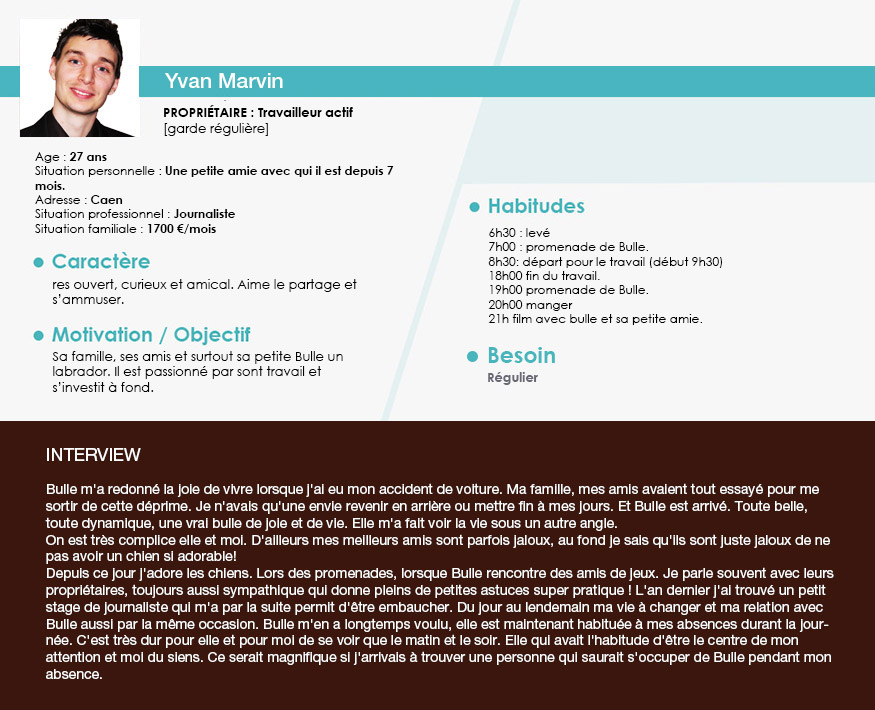 Yvan Marvin
PROPRIÉTAIRE : Travailleur actif
[garde régulière]
Age : 27 ans
Situation personnelle : Une petite amie avec qui il est depuis 7
mois.
Adresse : Caen
Situation professionnel : Journaliste
Situation familiale : 1700 €/mois
Caractère
res ouvert, curieux et amical. Aime le partage et
s'ammuser.
Motivation / Objectif
Sa famille, ses amis et surtout sa petite Bulle un
labrador. Il est passionné par sont travail et
s'investit à fond.
Habitudes
6h30 : levé
7h00 : promenade de Bulle.
8h30: départ pour le travail (début 9h30)
18h00 fin du travail.
19h00 promenade de Bulle.
20h00 manger
21h film avec bulle et sa petite amie.
Besoin
Régulier
INTERVIEW
Bulle m'a redonné la joie de vivre lorsque j'ai eu mon accident de voiture. Ma famille, mes amis avaient tout essayé pour me
sortir de cette déprime. Je n'avais qu'une envie revenir en arrière ou mettre fin à mes jours. Et Bulle est arrivé. Toute belle,
toute dynamique, une vrai bulle de joie et de vie. Elle m'a fait voir la vie sous un autre angle.
On est très complice elle et moi. D'ailleurs mes meilleurs amis sont parfois jaloux, au fond je sais qu'ils sont juste jaloux de ne
pas avoir un chien si adorable!
Depuis ce jour j'adore les chiens. Lors des promenades, lorsque Bulle rencontre des amis de jeux. Je parle souvent avec leurs
propriétaires, toujours aussi sympathique qui donne pleins de petites astuces super pratique ! L'an dernier j'ai trouvé un petit
stage de journaliste qui m'a par la suite permit d'être embaucher. Du jour au lendemain ma vie à changer et ma relation avec
Bulle aussi par la même occasion. Bulle m'en a longtemps voulu, elle est maintenant habituée à mes absences durant la jour-
née. C'est très dur pour elle et pour moi de se voir que le matin et le soir. Elle qui avait l'habitude d'être le centre de mon
attention et moi du siens. Ce serait magnifique si j'arrivais à trouver une personne qui saurait s'occuper de Bulle pendant mon
absence.